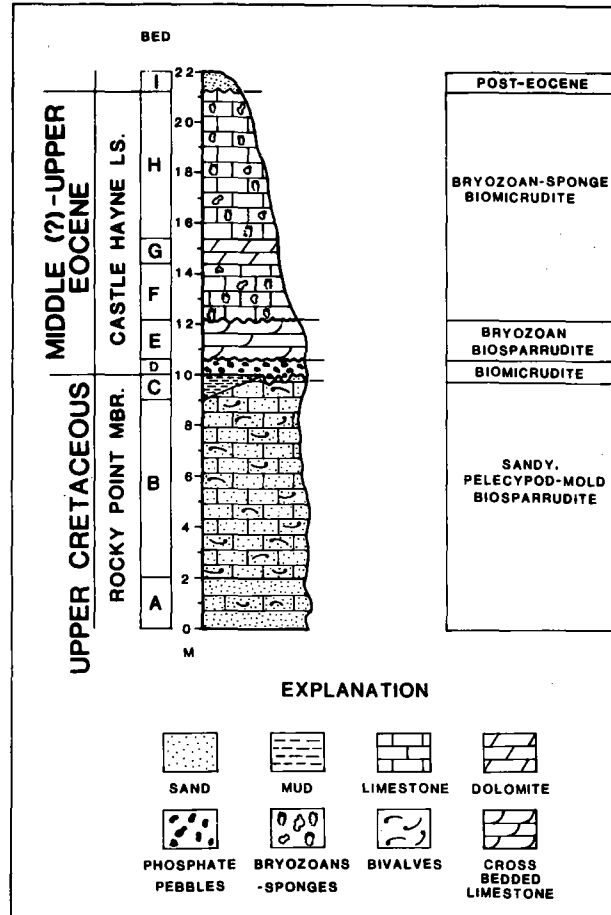 BED
MIDDLE (?)-UPPER
EOCENE
CASTLE HAYNE LS.
UPPER CRETACEOUS
ROCKY POINT MBR.
I
H
G
F
E
D
C
B
A
22
20
18
16
14
12
10
8
6
4
2
0
M
POST-EOCENE
BRYOZOAN-SPONGE
BIOMICRUDITE
BRYOZOAN
BIOSPARRUDITE
BIOMICRUDITE
SANDY,
PELECYPOD-MOLD
BIOSPARRUDITE
EXPLANATION
SAND
MUD
LIMESTONE
DOLOMITE
PHOSPHATE
PEBBLES
BRYOZOANS
-SPONGES
BIVALVES
CROSS
BEDDED
LIMESTONE